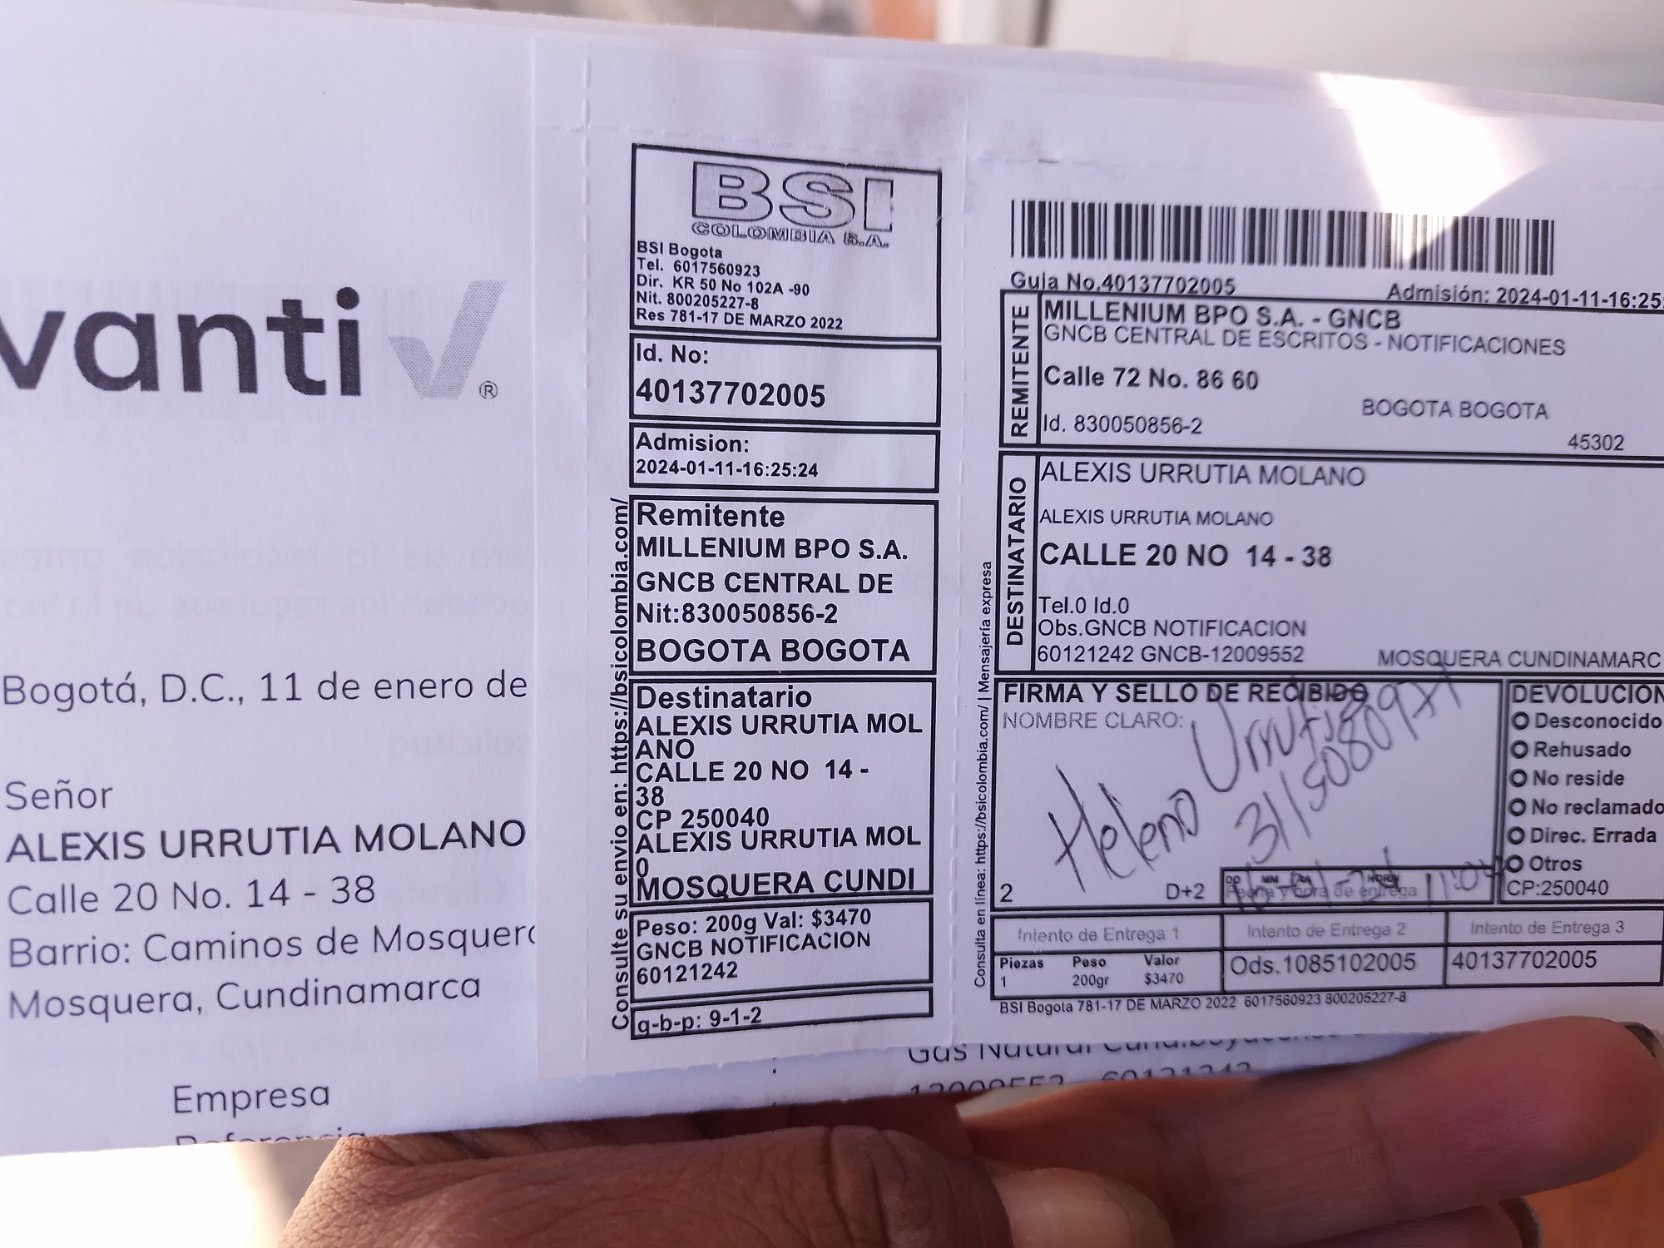 vanti
®
Bogotá, D.C., 11 de enero de
Señor
ALEXIS URRUTIA MOLANO
Calle 20 No. 14 - 38
Barrio: Caminos de Mosquera
Mosquera, Cundinamarca
Empresa
Referencia
Gas Natural
12009552 60121242
Consulte su envio en: https://bsicolombia.com/
BSI
COLOMBIA S.A.
BSI Bogota
Tel. 6017560923
Dir. KR 50 No 102A -90
Nit. 800205227-8
Res 781-17 DE MARZO 2022
Id. No:
40137702005
Admision:
2024-01-11-16:25:24
Remitente
MILLENIUM BPO S.A.
GNCB CENTRAL DE
Nit:830050856-2
BOGOTA BOGOTA
Destinatario
ALEXIS URRUTIA MOL
ANO
CALLE 20 NO 14 -
38
CP 250040
ALEXIS URRUTIA MOL
MOSQUERA CUNDI
Peso: 200g Val: $3470
GNCB NOTIFICACION
60121242
q-b-p: 9-1-2
Consulta en línea: https://bsicolombia.com/ | Mensajería expresa
Guia No.40137702005
Admisión: 2024-01-11-16:25:
REMITENTE
MILLENIUM BPO S.A. - GNCB
GNCB CENTRAL DE ESCRITOS - NOTIFICACIONES
Calle 72 No. 86 60
BOGOTA BOGOTA
Id. 830050856-2
45302
DESTINATARIO
ALEXIS URRUTIA MOLANO
ALEXIS URRUTIA MOLANO
CALLE 20 NO 14 - 38
Tel.0 Id.0
Obs.GNCB NOTIFICACION
60121242 GNCB-12009552
MOSQUERA CUNDINAMARC
FIRMA Y SELLO DE RECIBIDO
NOMBRE CLARO:
Heleno Urrutia
2
D+2
DD MM AA HORA
Fecha y hora de entrega
DEVOLUCION
Desconocido
Rehusado
No reside
No reclamado
Direc. Errada
Otros
CP:250040
Intento de Entrega 1
Intento de Entrega 2
Intento de Entrega 3
Piezas Peso Valor
1 200gr $3470
Ods.1085102005
40137702005
BSI Bogota 781-17 DE MARZO 2022 6017560923 800205227-8